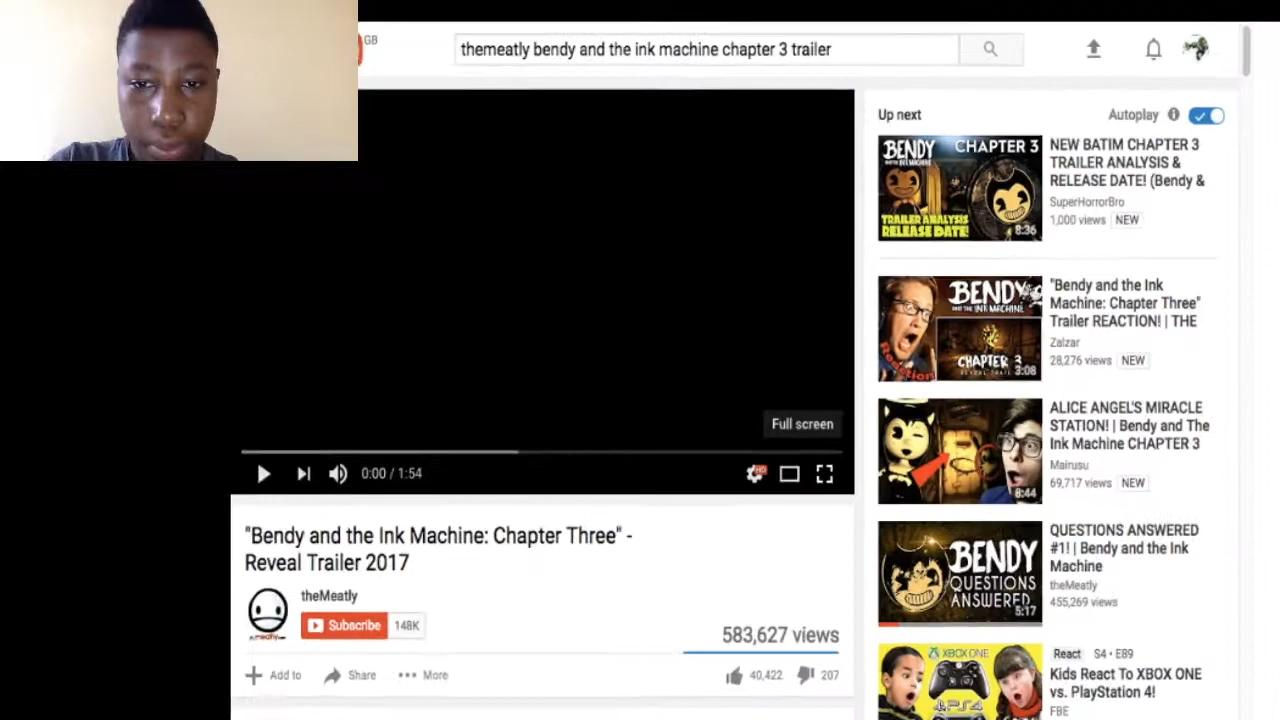 GB
themeatly bendy and the ink machine chapter 3 trailer
Up next
Autoplay
BENDY
CHAPTER 3
TRAILER ANALYSIS
RELEASE DATE!
8:36
NEW BATIM CHAPTER 3
TRAILER ANALYSIS &
RELEASE DATE! (Bendy &
SuperHorrorBro
1,000 views NEW
BENDY
AND THE INK MACHINE
Reaction
CHAPTER 3
3:08
"Bendy and the Ink
Machine: Chapter Three"
Trailer REACTION! | THE
Zalzar
28,276 views NEW
8:44
ALICE ANGEL'S MIRACLE
STATION! | Bendy and The
Ink Machine CHAPTER 3
Mairusu
69,717 views NEW
BENDY
QUESTIONS
ANSWERED
5:17
QUESTIONS ANSWERED
#1! | Bendy and the Ink
Machine
theMeatly
455,269 views
XBOX ONE
PS4
React S4 • E89
Kids React To XBOX ONE
vs. PlayStation 4!
FBE
Full screen
0:00 / 1:54
HD
"Bendy and the Ink Machine: Chapter Three" -
Reveal Trailer 2017
theMeatly
Subscribe 148K
583,627 views
Add to Share More
40,422 207